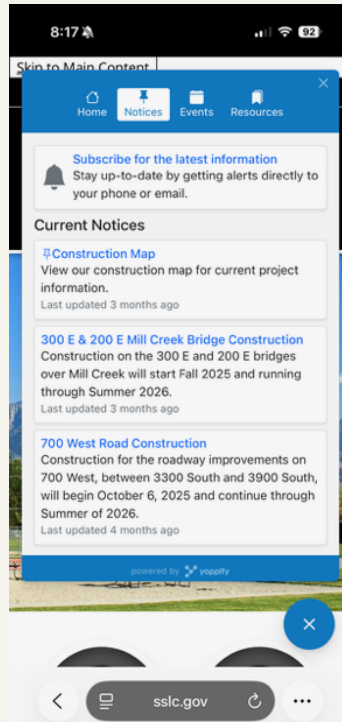 8:17
92
Skip to Main Content
Home
Notices
Events
Resources
Subscribe for the latest information
Stay up-to-date by getting alerts directly to
your phone or email.
Current Notices
Construction Map
View our construction map for current project
information.
Last updated 3 months ago
300 E & 200 E Mill Creek Bridge Construction
Construction on the 300 E and 200 E bridges
over Mill Creek will start Fall 2025 and running
through Summer 2026.
Last updated 3 months ago
700 West Road Construction
Construction for the roadway improvements on
700 West, between 3300 South and 3900 South,
will begin October 6, 2025 and continue through
Summer of 2026.
Last updated 4 months ago
powered by yoppify
sslc.gov